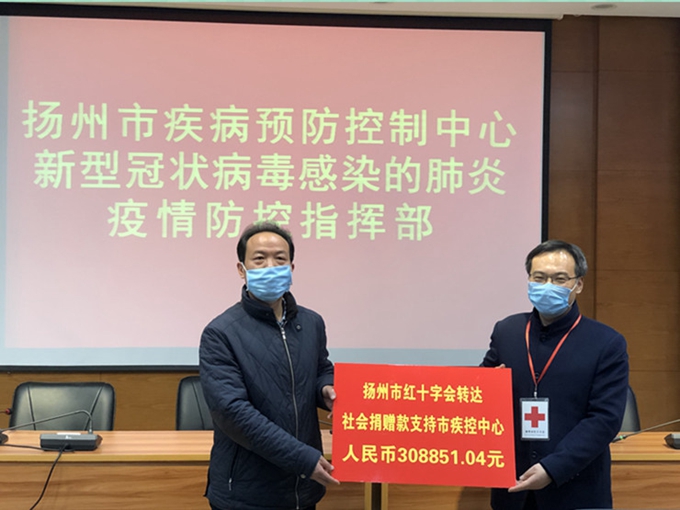 扬州市疾病预防控制中心
新型冠状病毒感染的肺炎
疫情防控指挥部
扬州市红十字会转达
社会捐赠款支持市疾控中心
人民币308851.04元